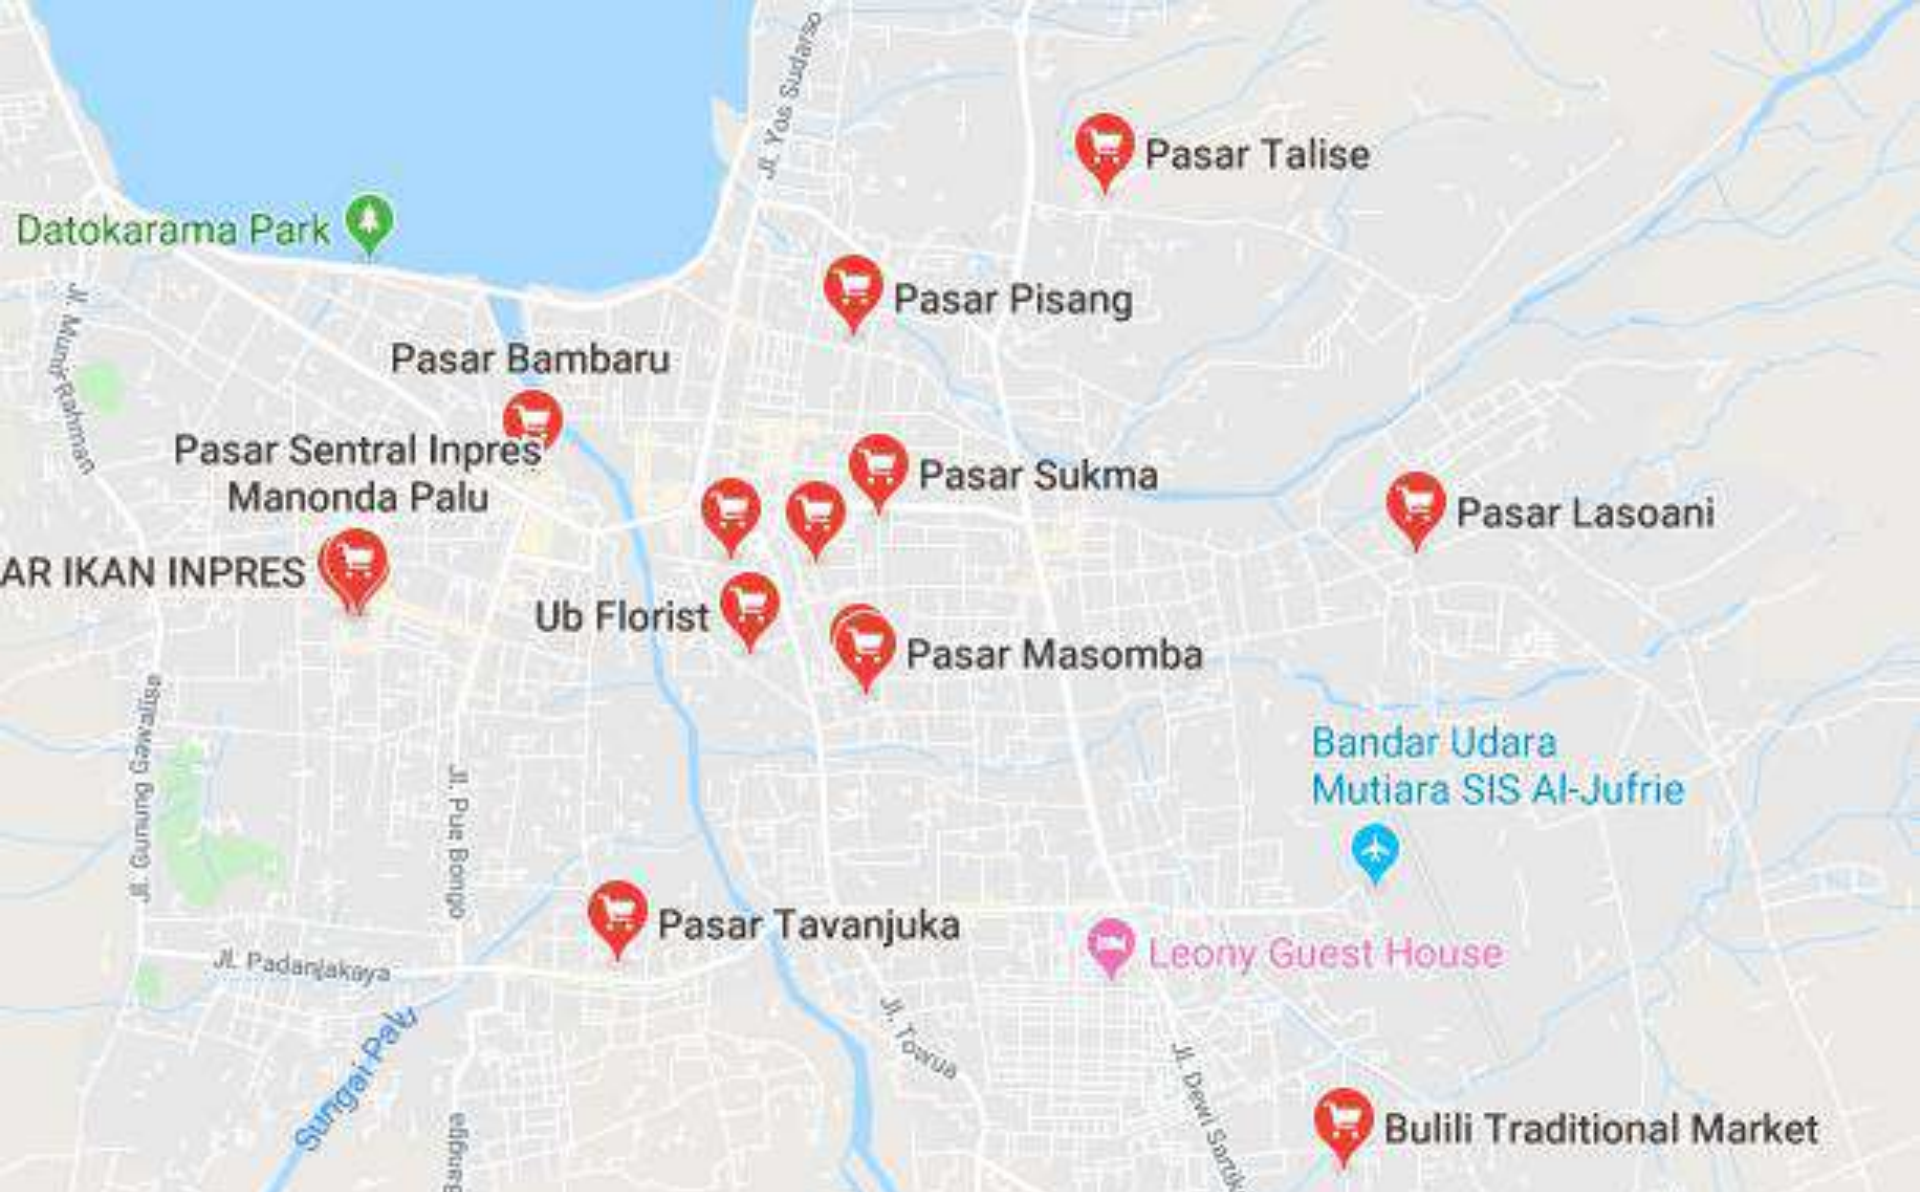 Jl. Yos Sudarso
Pasar Talise
Datokarama Park
Pasar Pisang
Jl. Munif Rahman
Pasar Bambaru
Pasar Sentral Inpres
Manonda Palu
Pasar Sukma
Pasar Lasoani
AR IKAN INPRES
Ub Florist
Pasar Masomba
Jl. Gunung Gawalise
Bandar Udara
Mutiara SIS Al-Jufrie
Jl. Pue Bongo
Pasar Tavanjuka
Leony Guest House
Jl. Padanjakaya
Sungai Palu
Jl. Towua
Jl. Dewi Sartik
Bulili Traditional Market